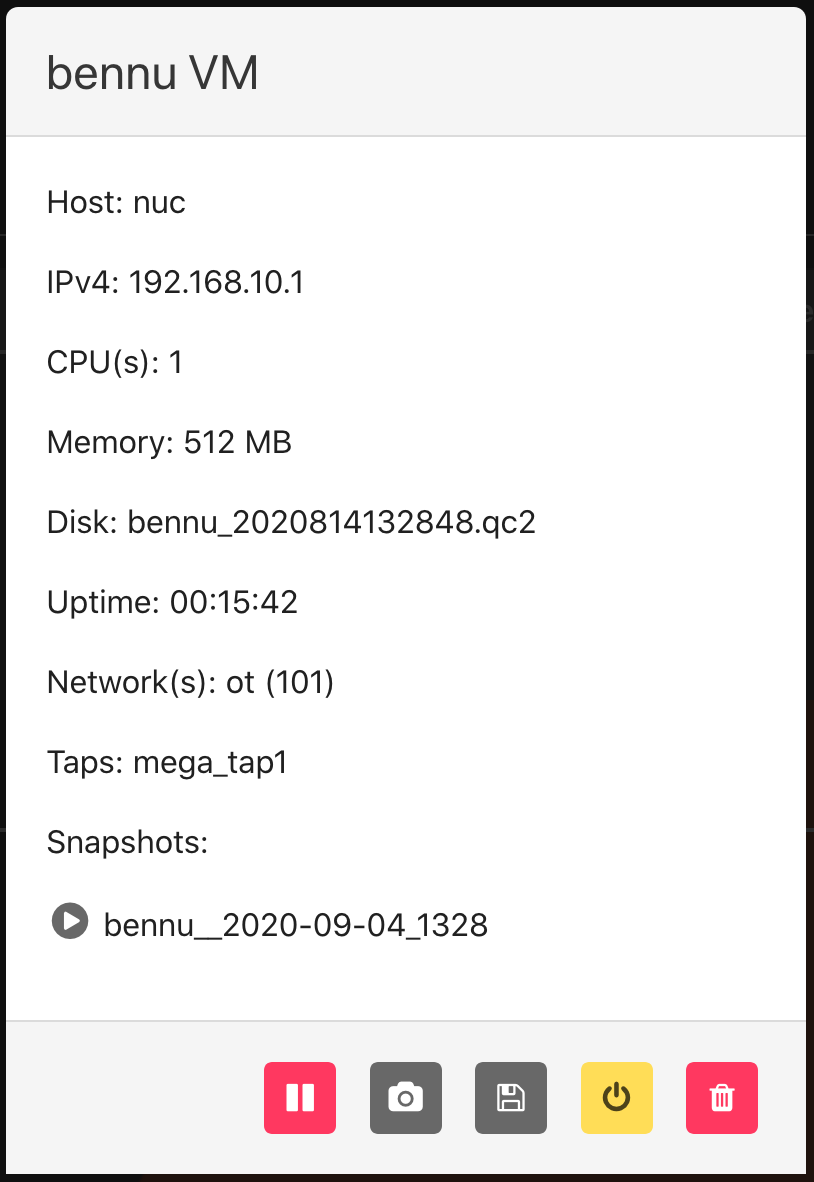 bennu VM
Host: nuc
IPv4: 192.168.10.1
CPU(s): 1
Memory: 512 MB
Disk: bennu_2020814132848.qc2
Uptime: 00:15:42
Network(s): ot (101)
Taps: mega_tap1
Snapshots:
bennu__2020-09-04_1328